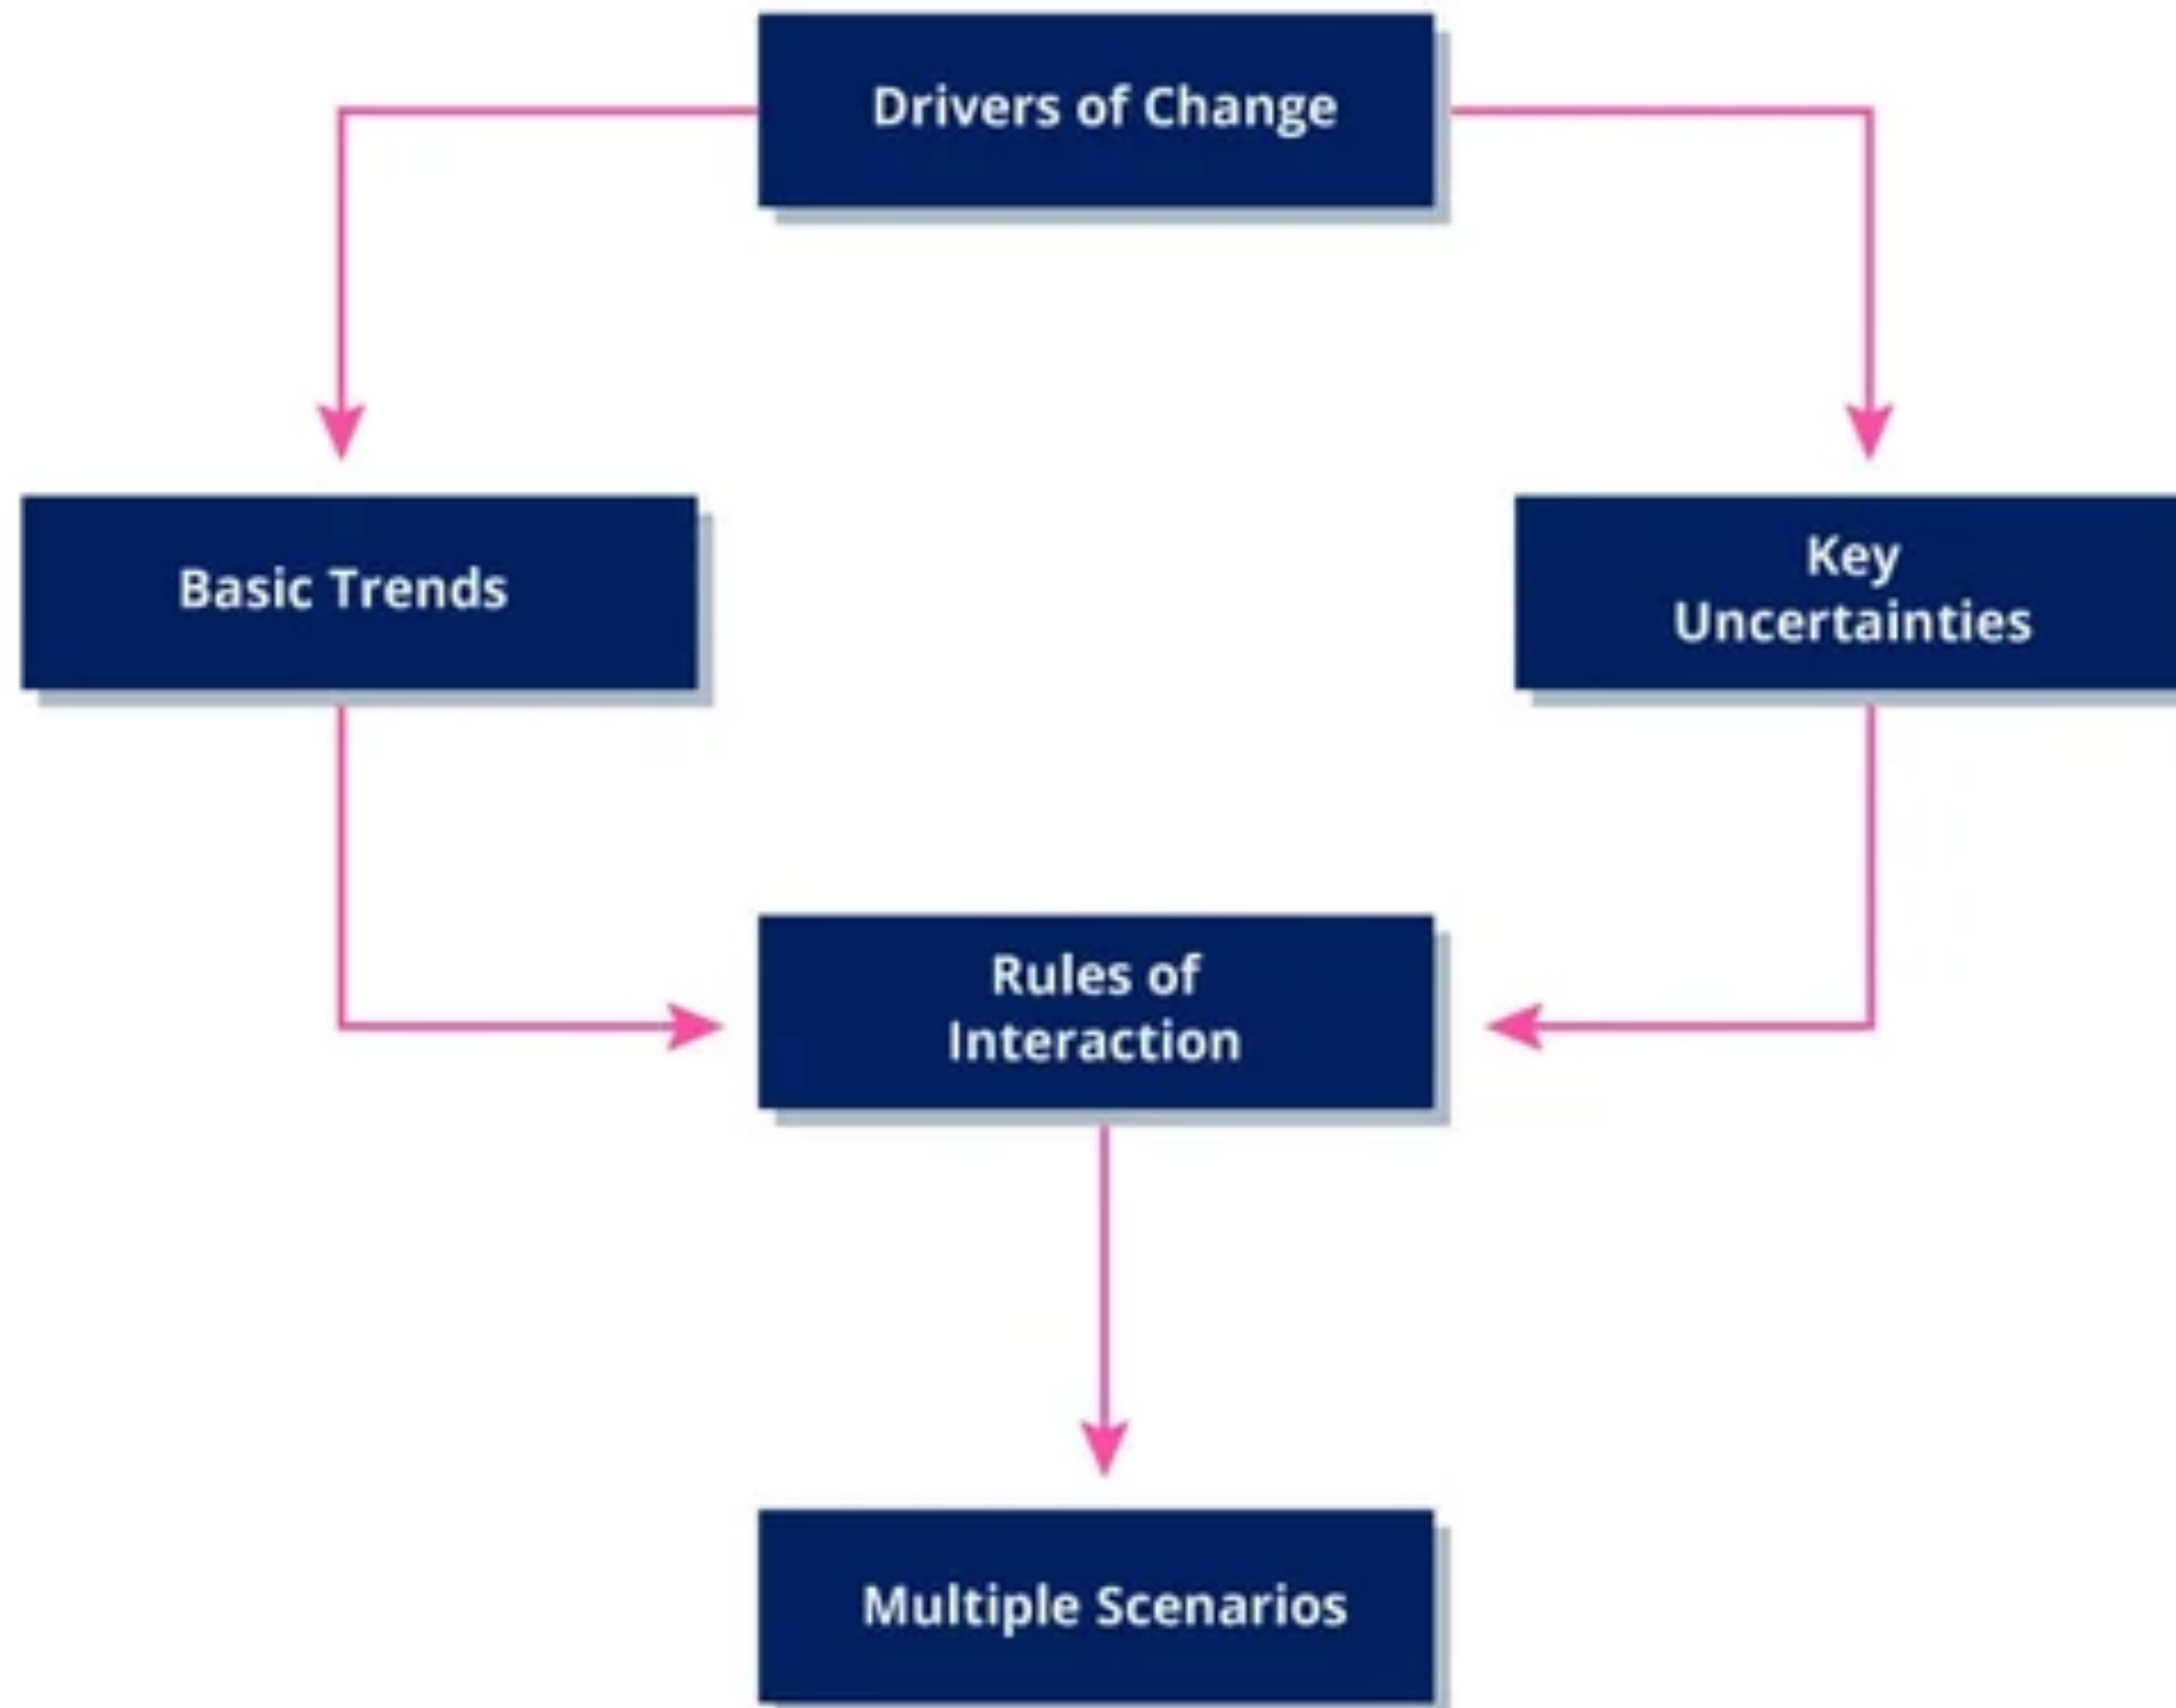 Drivers of Change
Basic Trends
Key
Uncertainties
Rules of
Interaction
Multiple Scenarios